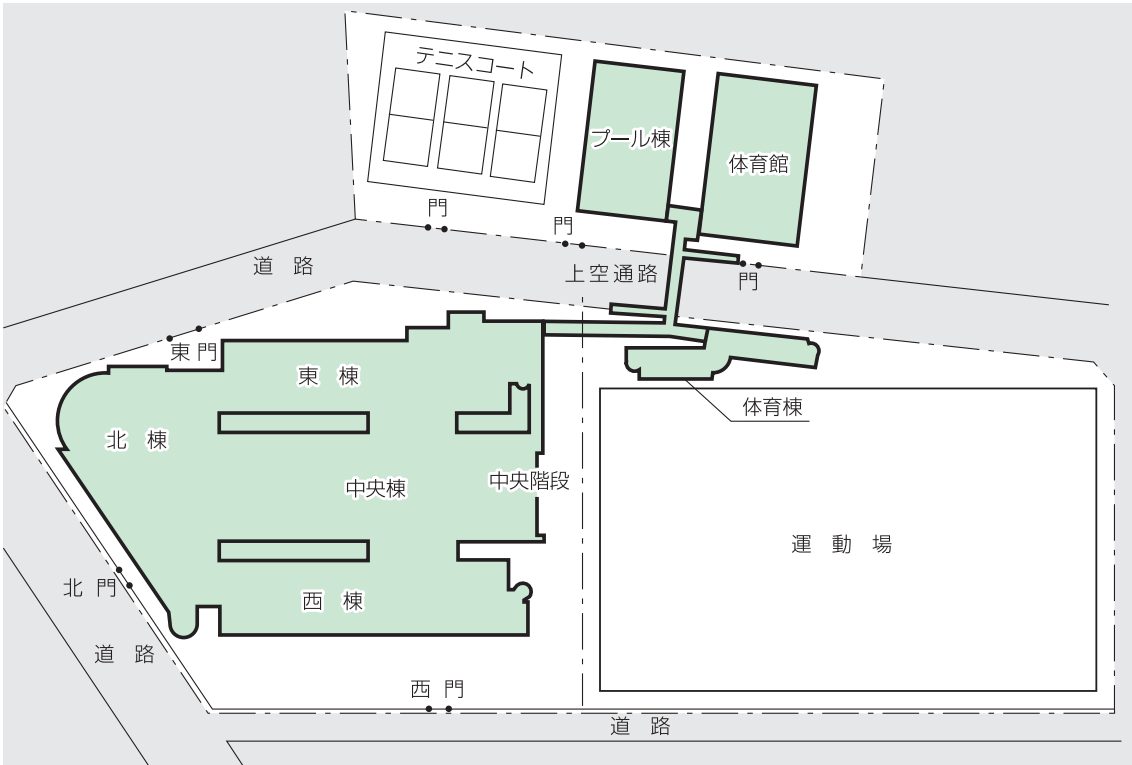 テニスコート
プール棟
体育館
門
門
上空通路
門
道路
東門
東棟
体育棟
北棟
中央棟
中央階段
運動場
北門
西棟
道路
西門
道路